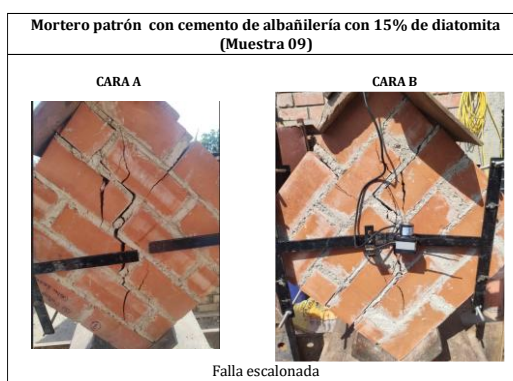 Mortero patrón con cemento de albañilería con 15% de diatomita
(Muestra 09)
CARA A
CARA B
Falla escalonada